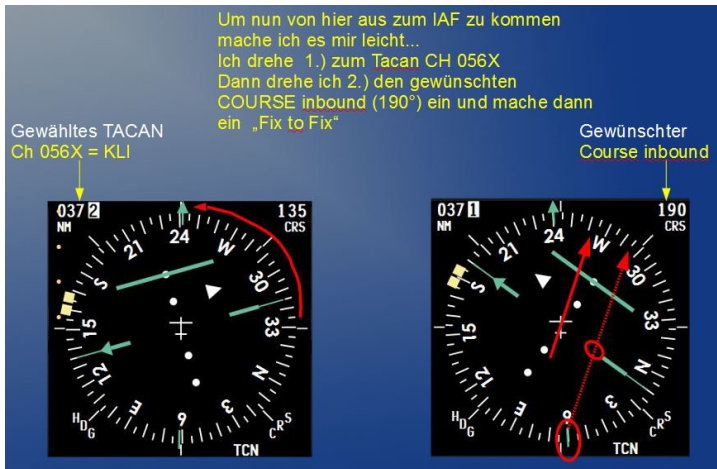 Um nun von hier aus zum IAF zu kommen
mache ich es mir leicht...
Ich drehe 1.) zum Tacan CH 056X
Dann drehe ich 2.) den gewünschten
COURSE inbound (190°) ein und mache dann
ein „Fix to Fix“
Gewähltes TACAN
Ch 056X = KLI
Gewünschter
Course inbound
037 2
NM
135
CRS
21
24
W
30
33
N
3
6
E
12
15
S
HDG
CRS
TCN
037 1
NM
190
CRS
21
24
W
30
33
N
3
6
E
12
15
S
HDG
CRS
TCN